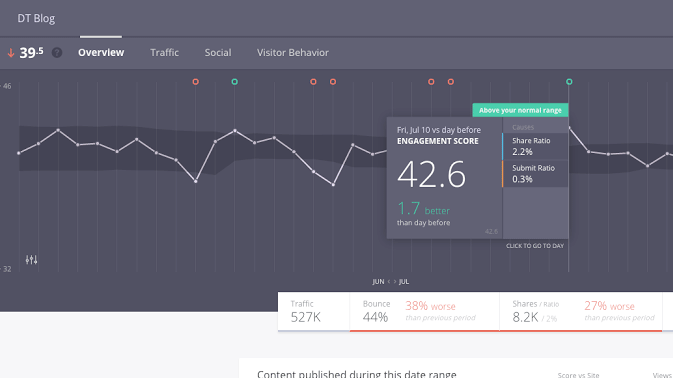 DT Blog
39.5 ? Overview Traffic Social Visitor Behavior
46
Above your normal range
Fri, Jul 10 vs day before
ENGAGEMENT SCORE
42.6
1.7 better
than day before
42.6
Causes
Share Ratio
2.2%
Submit Ratio
0.3%
CLICK TO GO TO DAY
32
JUN JUL
Traffic
527K
Bounce
44%
38% worse
than previous period
Shares / Ratio
8.2K / 2%
27% worse
than previous period
Content published during this date range
Score vs Site
Views